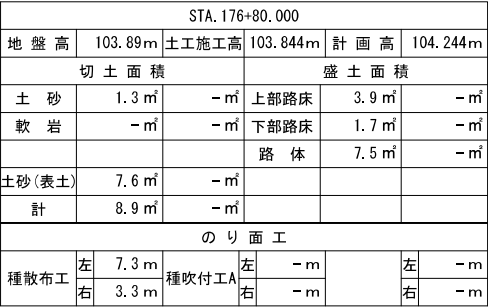 STA.176+80.000
地盤高 103.89m 土工施工高 103.844m 計画高 104.244m
切土面積 盛土面積
土砂 1.3㎡ －㎡ 上部路床 3.9㎡ －㎡
軟岩 －㎡ －㎡ 下部路床 1.7㎡ －㎡
路体 7.5㎡ －㎡
土砂(表土) 7.6㎡ －㎡
計 8.9㎡ －㎡
のり面工
種散布工 左 7.3m 種吹付工A 左 －m 左 －m
右 3.3m 右 －m 右 －m